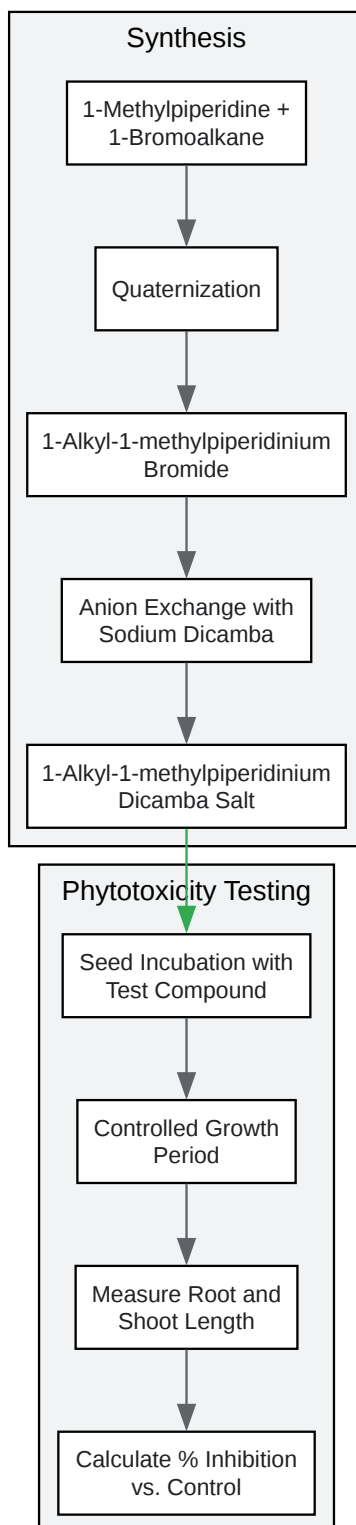 Synthesis
1-Methylpiperidine +
1-Bromoalkane
Quaternization
1-Alkyl-1-methylpiperidinium
Bromide
Anion Exchange with
Sodium Dicamba
1-Alkyl-1-methylpiperidinium
Dicamba Salt
Phytotoxicity Testing
Seed Incubation with
Test Compound
Controlled Growth
Period
Measure Root and
Shoot Length
Calculate % Inhibition
vs. Control